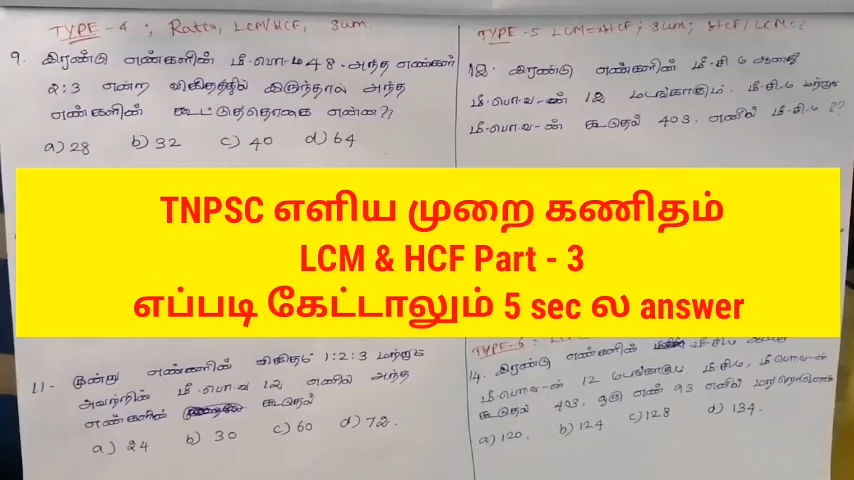 TYPE-4 ; Ratio, LCM/HCF, Sum.
9. இரண்டு எண்களின் மீ.பொ.ம 48. அந்த எண்கள்
2:3 என்ற விகிதத்தில் இருந்தால் அந்த
எண்களின் கூட்டுத்தொகை என்ன??
a) 28 b) 32 c) 40 d) 64
TYPE-5 LCM=xHCF; Sum; HCF/LCM=?
12. இரண்டு எண்களின் மீ.சி.ம ஆனது
மீ.பொ.வ-ன் 12 மடங்காகும். மீ.சி.ம மற்றும்
மீ.பொ.வ-ன் கூடுதல் 403. எனில் மீ.சி.ம ??
TNPSC எளிய முறை கணிதம்
LCM & HCF Part - 3
எப்படி கேட்டாலும் 5 sec ல answer
11- மூன்று எண்களின் விகிதம் 1:2:3 மற்றும்
அவற்றின் மீ.பொ.வ 12 எனில் அந்த
எண்களின் கூடுதல்
a) 24 b) 30 c) 60 d) 72.
TYPE-6 :
14. இரண்டு எண்களின் மீ.சி.ம ஆனது
மீ.பொ.வ-ன் 12 மடங்காகும். மீ.சி.ம, மீ.பொ.வ-ன்
கூடுதல் 403, ஒரு எண் 93 எனில் மற்றொரு எண்
a) 120. b) 124 c) 128 d) 134.